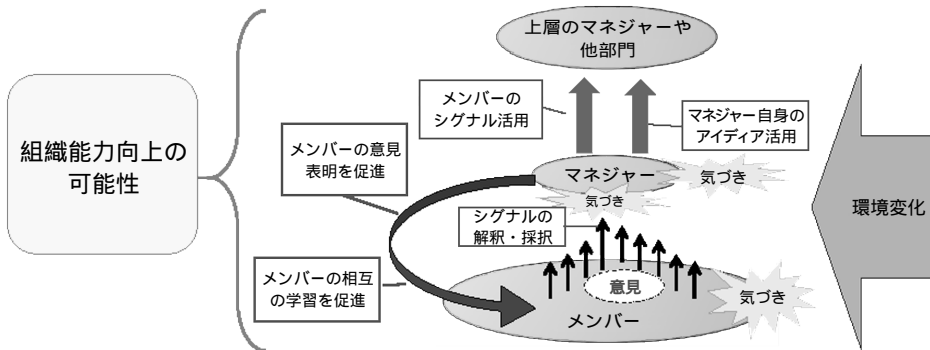 組織能力向上の
可能性
上層のマネジャーや
他部門
メンバーの
シグナル活用
マネジャー自身の
アイディア活用
メンバーの意見
表明を促進
マネジャー
気づき
気づき
シグナルの
解釈・採択
環境変化
メンバーの相互
の学習を促進
意見
気づき
メンバー